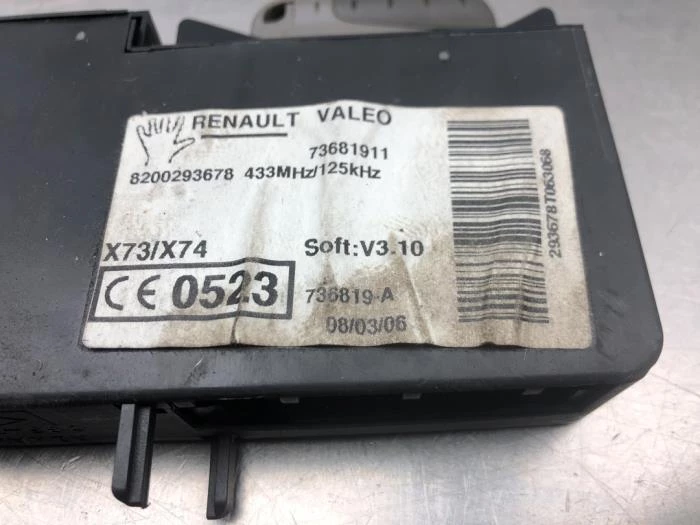 RENAULT VALEO
73681911
8200293678 433MHz/125kHz
X73/X74 Soft:V3.10
CE 0523
736819-A
08/03/06
293678T063068